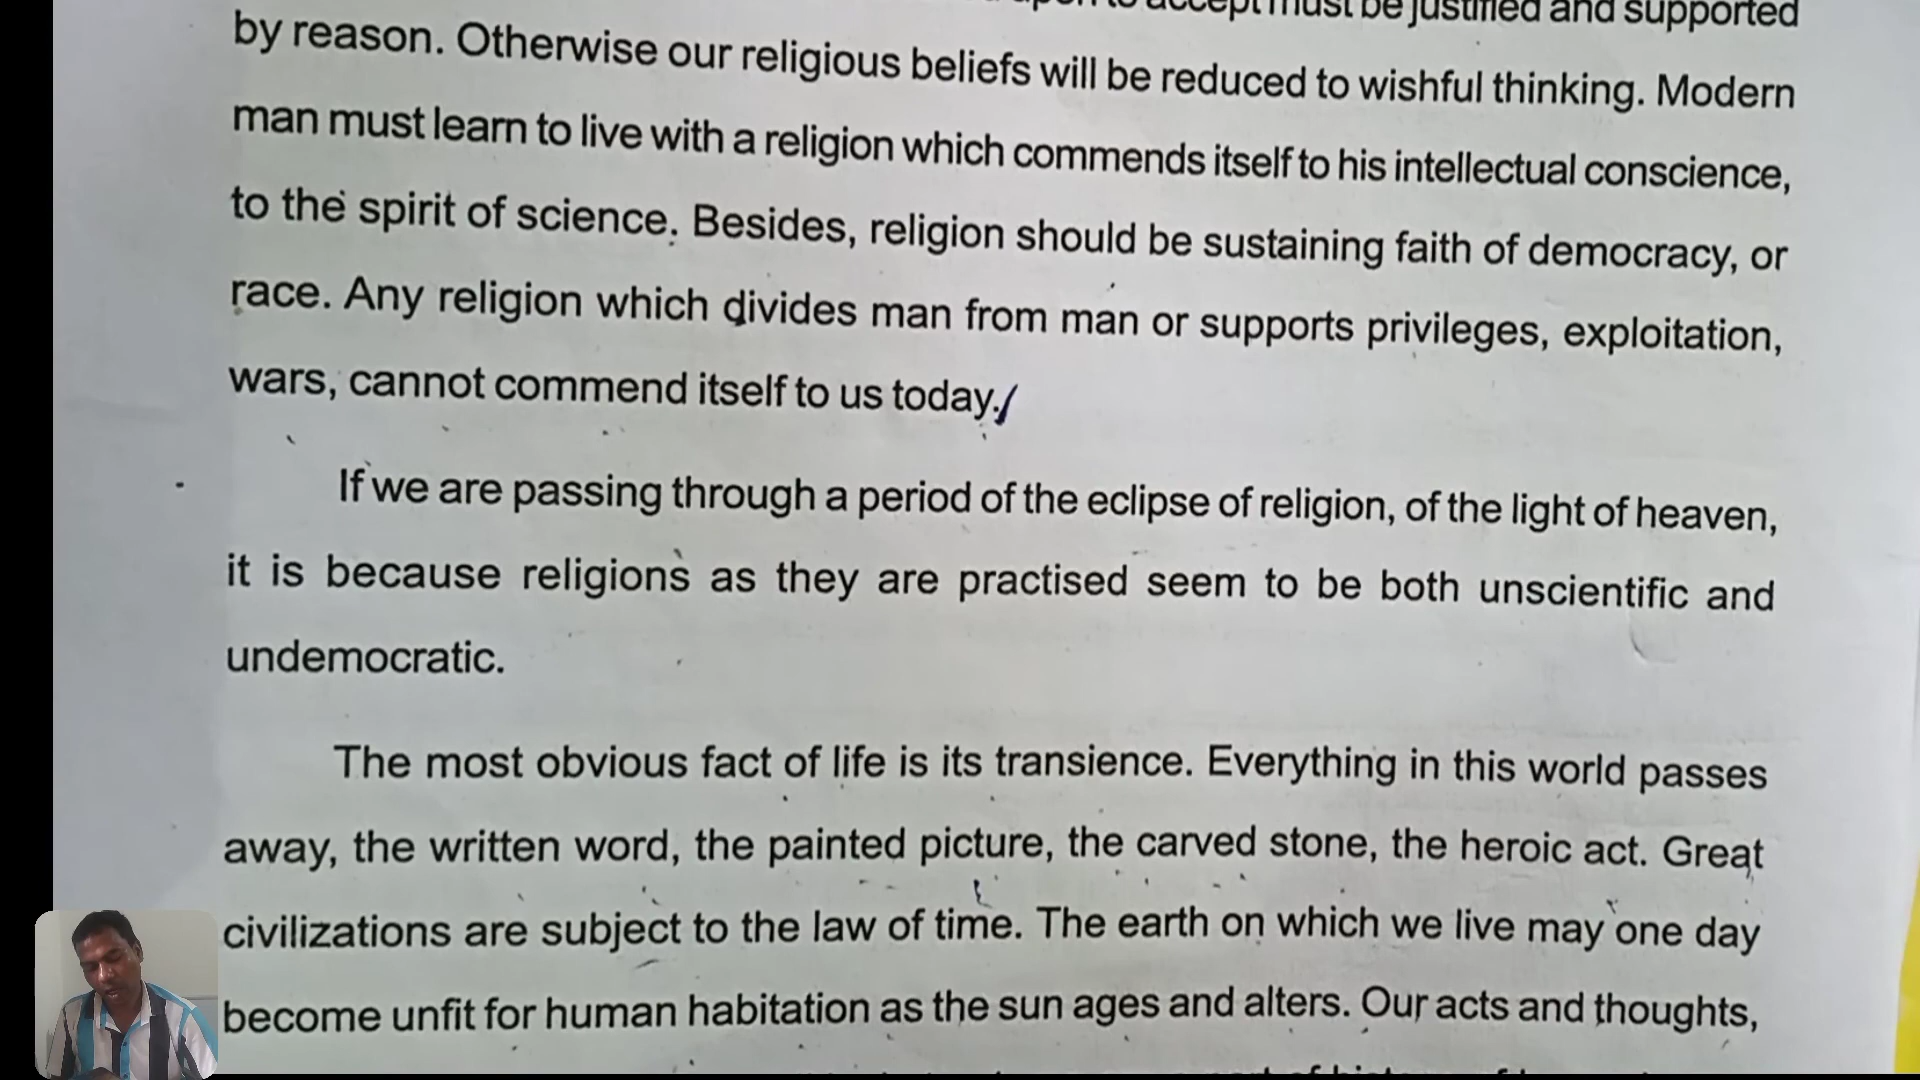 accept must be justified and supported
by reason. Otherwise our religious beliefs will be reduced to wishful thinking. Modern
man must learn to live with a religion which commends itself to his intellectual conscience,
to the spirit of science. Besides, religion should be sustaining faith of democracy, or
race. Any religion which divides man from man or supports privileges, exploitation,
wars, cannot commend itself to us today.
If we are passing through a period of the eclipse of religion, of the light of heaven,
it is because religions as they are practised seem to be both unscientific and
undemocratic.
The most obvious fact of life is its transience. Everything in this world passes
away, the written word, the painted picture, the carved stone, the heroic act. Great
civilizations are subject to the law of time. The earth on which we live may one day
become unfit for human habitation as the sun ages and alters. Our acts and thoughts,